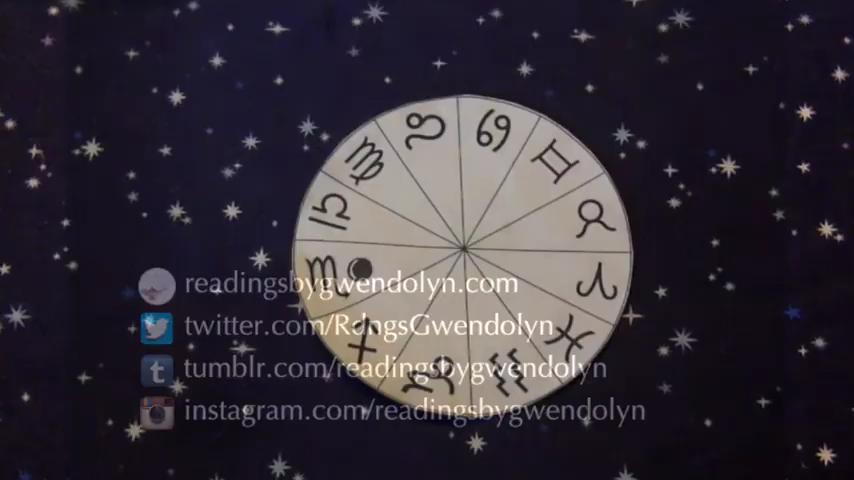 ♌ ♋
♍ ♊
♎ ♉
♏ ♈
readingsbygwendolyn.com
twitter.com/RdngsGwendolyn
♐ ♓
tumblr.com/readingsbygwendolyn
♑ ♒
instagram.com/readingsbygwendolyn